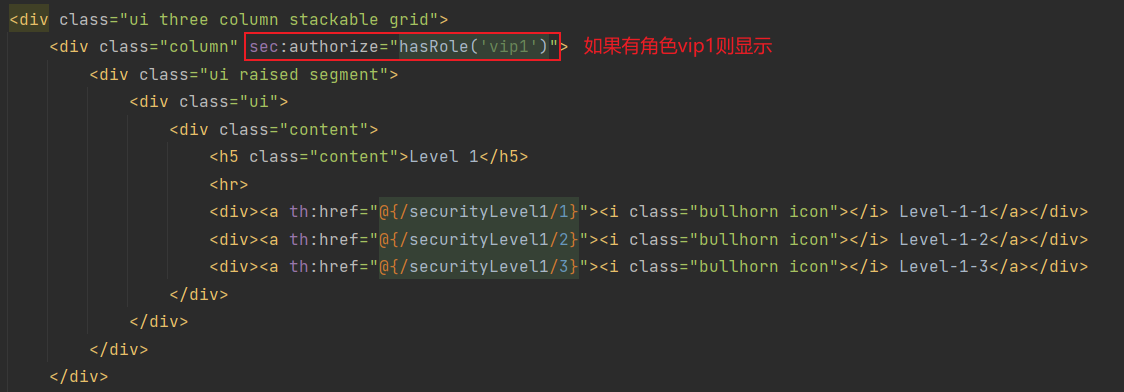 <div class="ui three column stackable grid">
<div class="column" sec:authorize="hasRole('vip1')"> 如果有角色vip1则显示
<div class="ui raised segment">
<div class="ui">
<div class="content">
<h5 class="content">Level 1</h5>
<hr>
<div><a th:href="@{/securityLevel1/1}"><i class="bullhorn icon"></i> Level-1-1</a></div>
<div><a th:href="@{/securityLevel1/2}"><i class="bullhorn icon"></i> Level-1-2</a></div>
<div><a th:href="@{/securityLevel1/3}"><i class="bullhorn icon"></i> Level-1-3</a></div>
</div>
</div>
</div>
</div>